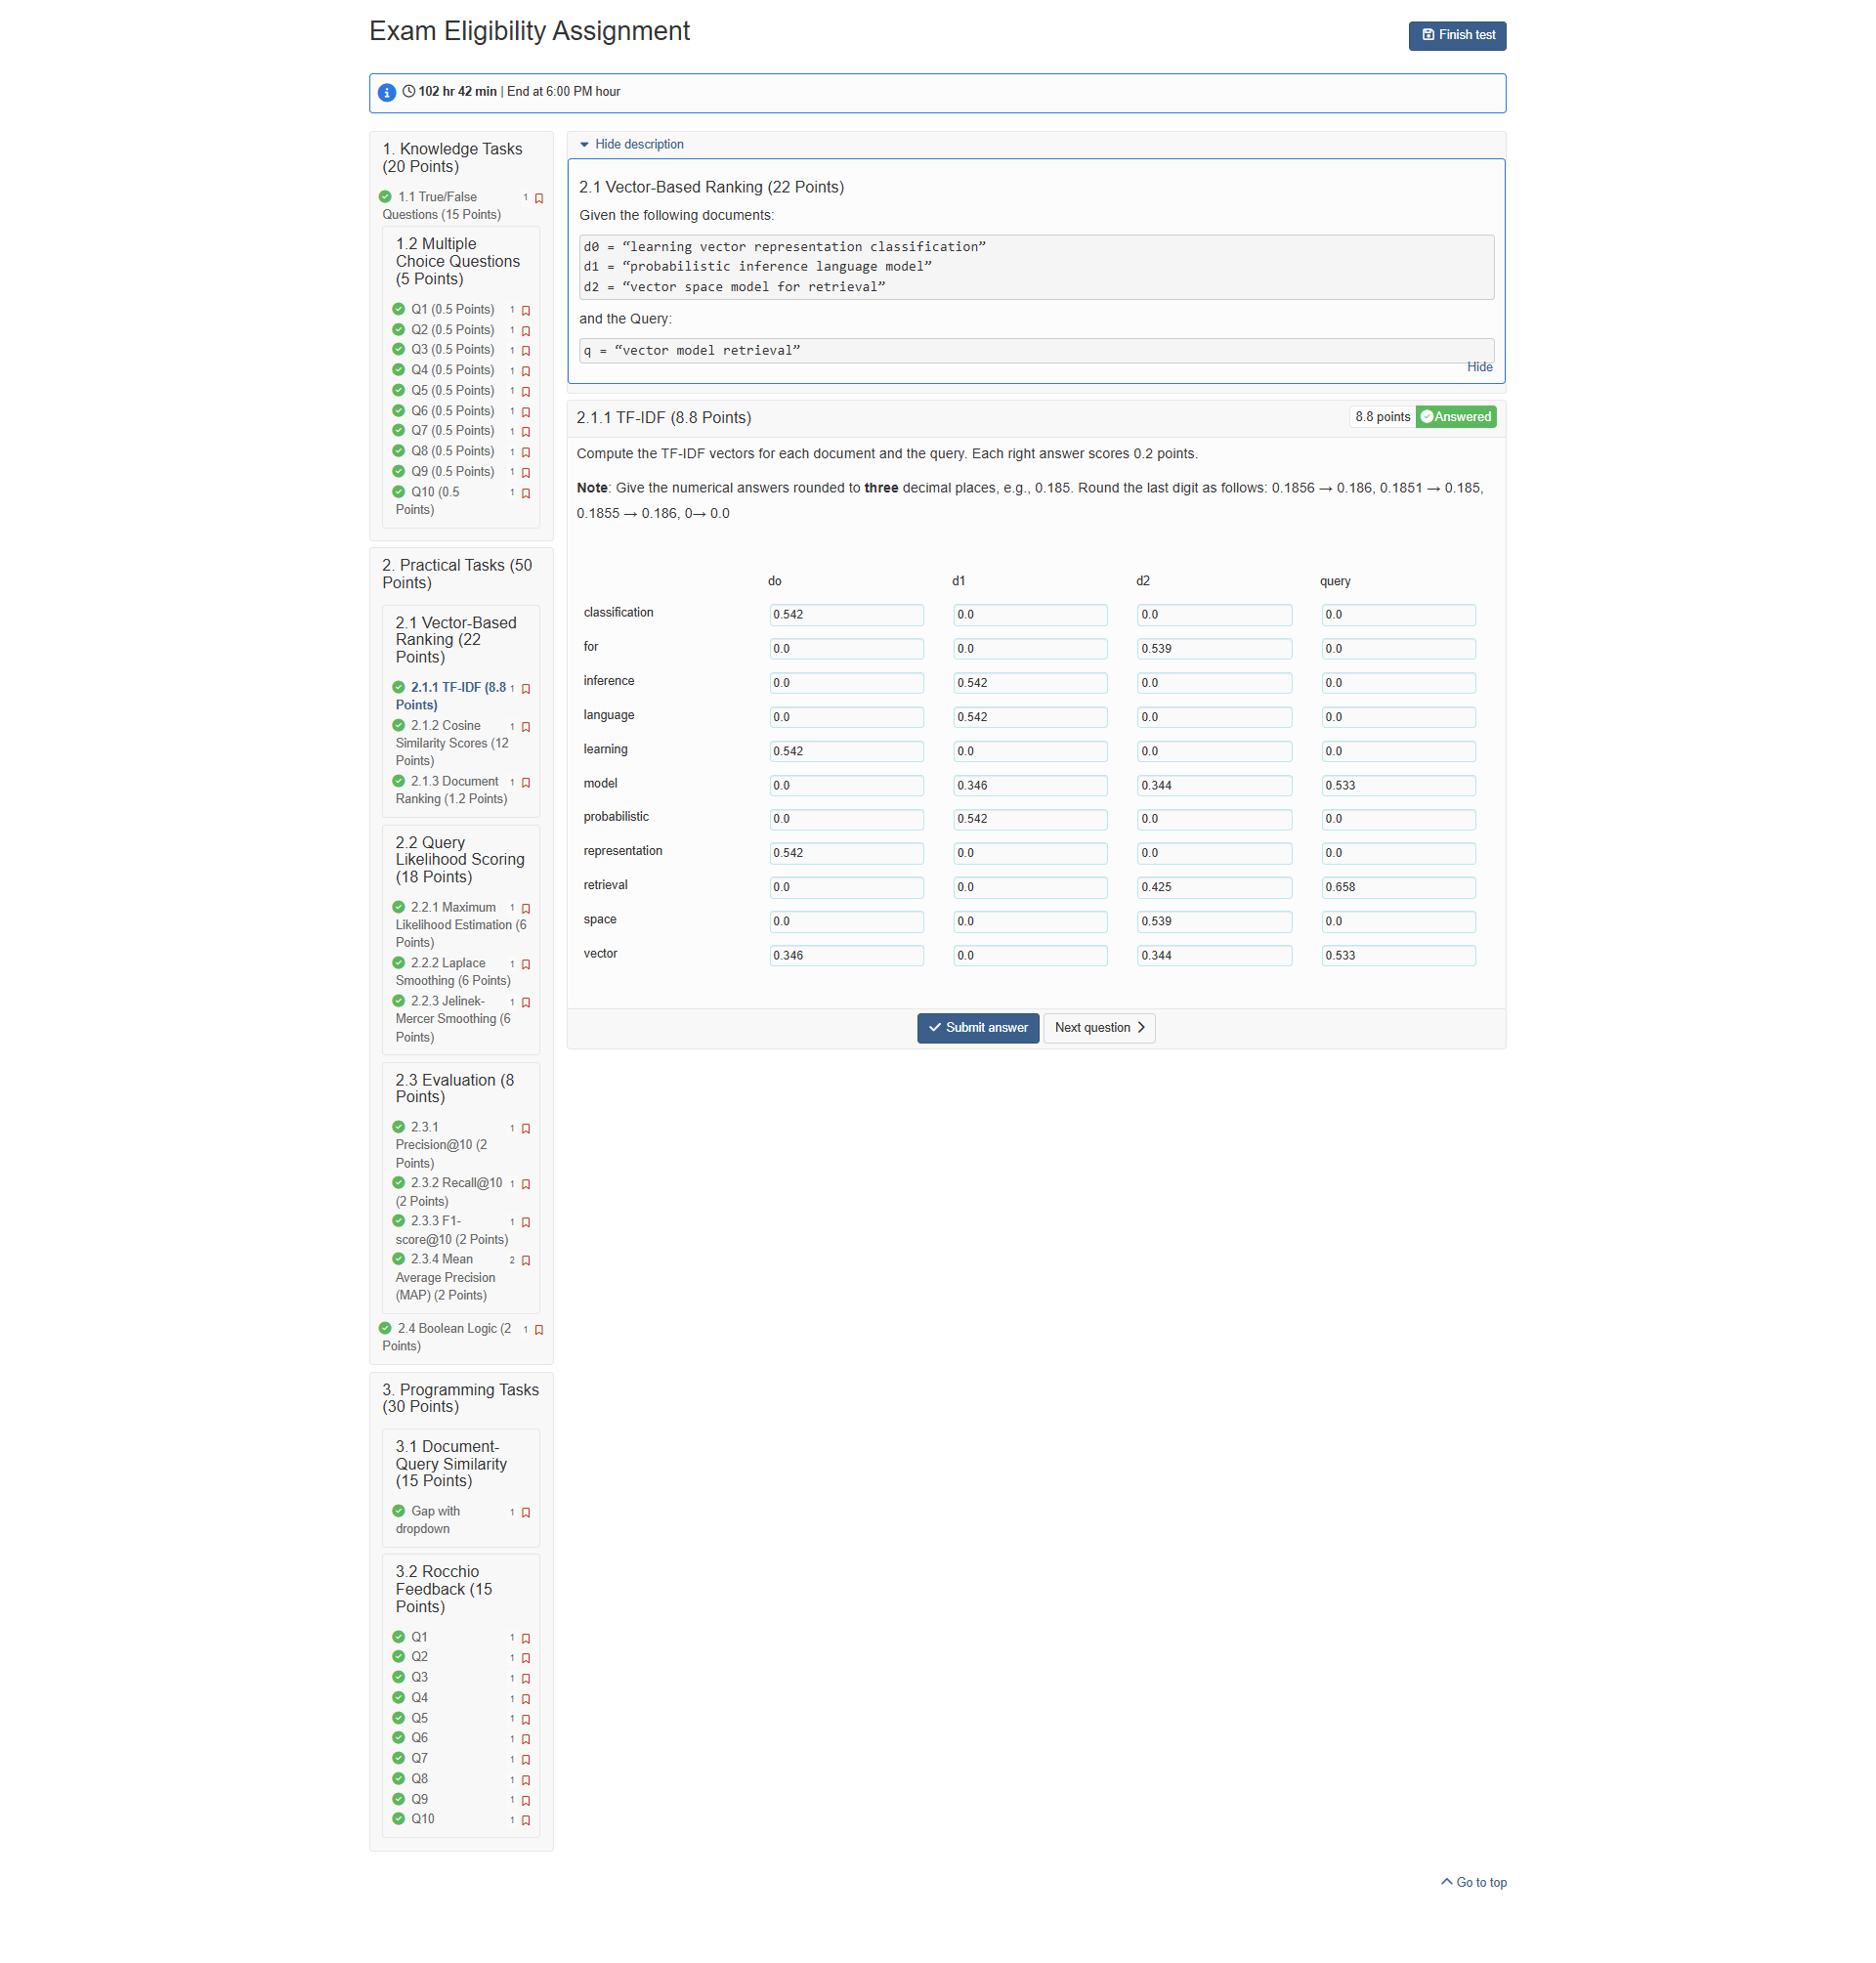 Exam Eligibility Assignment
Finish test
102 hr 42 min | End at 6:00 PM hour
1. Knowledge Tasks
(20 Points)
1.1 True/False 1
Questions (15 Points)
1.2 Multiple
Choice Questions
(5 Points)
Q1 (0.5 Points) 1
Q2 (0.5 Points) 1
Q3 (0.5 Points) 1
Q4 (0.5 Points) 1
Q5 (0.5 Points) 1
Q6 (0.5 Points) 1
Q7 (0.5 Points) 1
Q8 (0.5 Points) 1
Q9 (0.5 Points) 1
Q10 (0.5 1
Points)
2. Practical Tasks (50
Points)
2.1 Vector-Based
Ranking (22
Points)
2.1.1 TF-IDF (8.8 1
Points)
2.1.2 Cosine 1
Similarity Scores (12
Points)
2.1.3 Document 1
Ranking (1.2 Points)
2.2 Query
Likelihood Scoring
(18 Points)
2.2.1 Maximum 1
Likelihood Estimation (6
Points)
2.2.2 Laplace 1
Smoothing (6 Points)
2.2.3 Jelinek- 1
Mercer Smoothing (6
Points)
2.3 Evaluation (8
Points)
2.3.1 1
Precision@10 (2
Points)
2.3.2 Recall@10 1
(2 Points)
2.3.3 F1- 1
score@10 (2 Points)
2.3.4 Mean 2
Average Precision
(MAP) (2 Points)
2.4 Boolean Logic (2 1
Points)
3. Programming Tasks
(30 Points)
3.1 Document-
Query Similarity
(15 Points)
Gap with 1
dropdown
3.2 Rocchio
Feedback (15
Points)
Q1 1
Q2 1
Q3 1
Q4 1
Q5 1
Q6 1
Q7 1
Q8 1
Q9 1
Q10 1
Hide description
2.1 Vector-Based Ranking (22 Points)
Given the following documents:
d0 = “learning vector representation classification”
d1 = “probabilistic inference language model”
d2 = “vector space model for retrieval”
and the Query:
q = “vector model retrieval”
Hide
2.1.1 TF-IDF (8.8 Points) 8.8 points Answered
Compute the TF-IDF vectors for each document and the query. Each right answer scores 0.2 points.
Note: Give the numerical answers rounded to three decimal places, e.g., 0.185. Round the last digit as follows: 0.1856 → 0.186, 0.1851 → 0.185,
0.1855 → 0.186, 0→ 0.0
do d1 d2 query
classification 0.542 0.0 0.0 0.0
for 0.0 0.0 0.539 0.0
inference 0.0 0.542 0.0 0.0
language 0.0 0.542 0.0 0.0
learning 0.542 0.0 0.0 0.0
model 0.0 0.346 0.344 0.533
probabilistic 0.0 0.542 0.0 0.0
representation 0.542 0.0 0.0 0.0
retrieval 0.0 0.0 0.425 0.658
space 0.0 0.0 0.539 0.0
vector 0.346 0.0 0.344 0.533
Submit answer Next question
Go to top